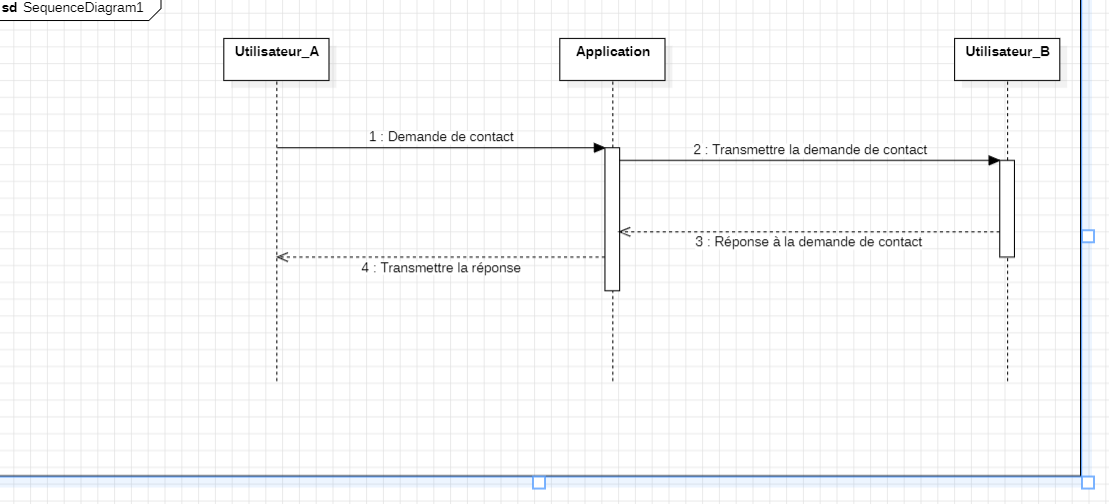 sd SequenceDiagram1
Utilisateur_A
Application
Utilisateur_B
1 : Demande de contact
2 : Transmettre la demande de contact
3 : Réponse à la demande de contact
4 : Transmettre la réponse